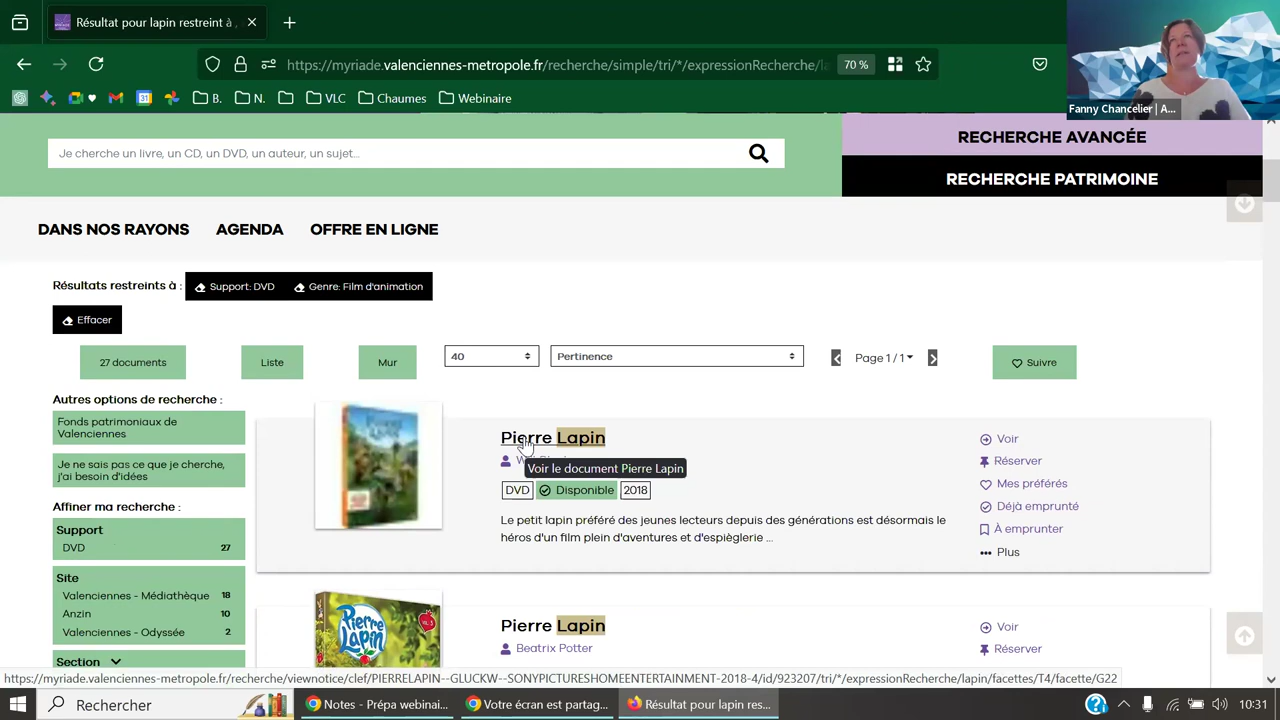 Résultat pour lapin restreint à
https://myriade.valenciennes-metropole.fr/recherche/simple/tri/*/expressionRecherche/la
70 %
B.
N.
VLC
Chaumes
Webinaire
Fanny Chancelier | A...
Je cherche un livre, un CD, un DVD, un auteur, un sujet...
RECHERCHE AVANCÉE
RECHERCHE PATRIMOINE
DANS NOS RAYONS
AGENDA
OFFRE EN LIGNE
Résultats restreints à :
Support: DVD
Genre: Film d'animation
Effacer
27 documents
Liste
Mur
40
Pertinence
Page 1 / 1
Suivre
Autres options de recherche :
Fonds patrimoniaux de
Valenciennes
Je ne sais pas ce que je cherche,
j'ai besoin d'idées
Affiner ma recherche :
Support
DVD 27
Site
Valenciennes - Médiathèque 18
Anzin 10
Valenciennes - Odyssée 2
Section
Pierre Lapin
Voir le document Pierre Lapin
DVD
Disponible
2018
Le petit lapin préféré des jeunes lecteurs depuis des générations est désormais le
héros d'un film plein d'aventures et d'espièglerie ...
Voir
Réserver
Mes préférés
Déjà emprunté
À emprunter
Plus
Pierre Lapin
Pierre Lapin
Beatrix Potter
Voir
Réserver
https://myriade.valenciennes-metropole.fr/recherche/viewnotice/clef/PIERRELAPIN--GLUCKW--SONYPICTURESHOMEENTERTAINMENT-2018-4/id/923207/tri/*/expressionRecherche/lapin/facettes/T4/facette/G22
Rechercher
Notes - Prépa webinai...
Votre écran est partag...
Résultat pour lapin res...
10:31